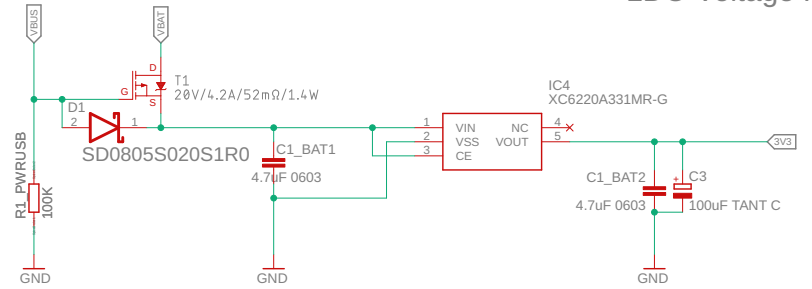 VBUS
VBAT
D
G
S
T1
20V/4.2A/52mΩ/1.4W
D1
2
1
SD0805S020S1R0
R1_PWRUSB
100K
GND
C1_BAT1
4.7uF 0603
GND
IC4
XC6220A331MR-G
1
2
3
VIN
VSS
CE
NC
VOUT
4
5
3V3
C1_BAT2
4.7uF 0603
+
C3
100uF TANT C
GND